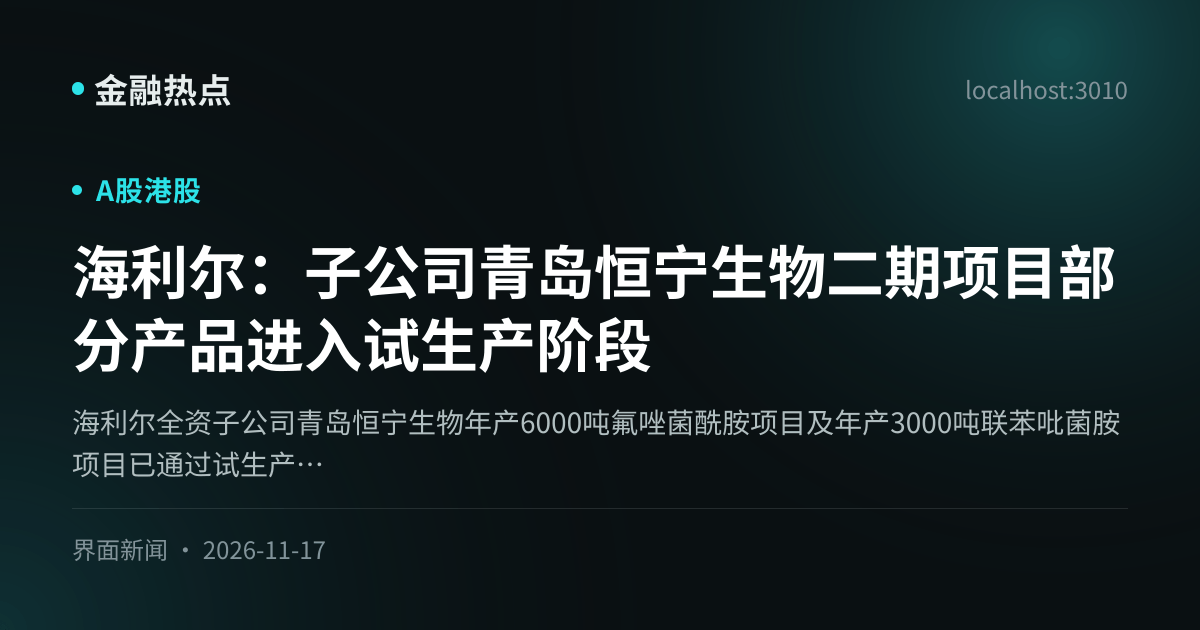 金融热点
localhost:3010
A股港股
海利尔：子公司青岛恒宁生物二期项目部
分产品进入试生产阶段
海利尔全资子公司青岛恒宁生物年产6000吨氟唑菌酰胺项目及年产3000吨联苯吡菌胺
项目已通过试生产…
界面新闻 • 2026-11-17